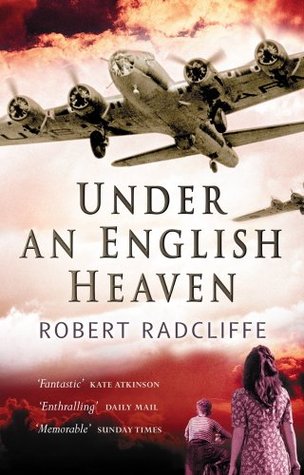 UNDER
AN ENGLISH
HEAVEN
ROBERT RADCLIFFE
'Fantastic' KATE ATKINSON
'Enthralling' DAILY MAIL
'Memorable' SUNDAY TIMES